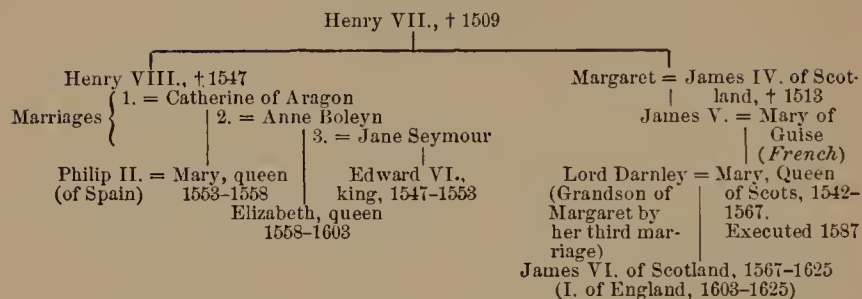 Henry VII., † 1509
Henry VIII., † 1547
Marriages { 1. = Catherine of Aragon
2. = Anne Boleyn
3. = Jane Seymour
Philip II. = Mary, queen
(of Spain) 1553–1558
Edward VI.,
king, 1547–1553
Elizabeth, queen
1558–1603
Margaret = James IV. of Scot-
land, † 1513
James V. = Mary of
Guise
(French)
Lord Darnley = Mary, Queen
(Grandson of of Scots, 1542–
Margaret by 1567.
her third mar- Executed 1587
riage)
James VI. of Scotland, 1567–1625
(I. of England, 1603–1625)